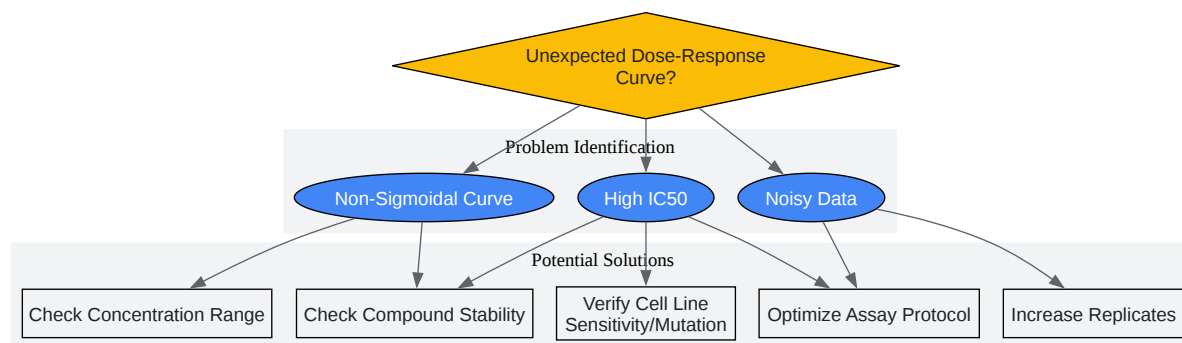 Unexpected Dose-Response
Curve?
Problem Identification
Non-Sigmoidal Curve
High IC50
Noisy Data
Potential Solutions
Check Concentration Range
Check Compound Stability
Verify Cell Line
Sensitivity/Mutation
Optimize Assay Protocol
Increase Replicates